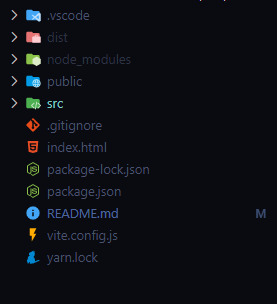 .vscode
dist
node_modules
public
src
.gitignore
index.html
package-lock.json
package.json
README.md M
vite.config.js
yarn.lock